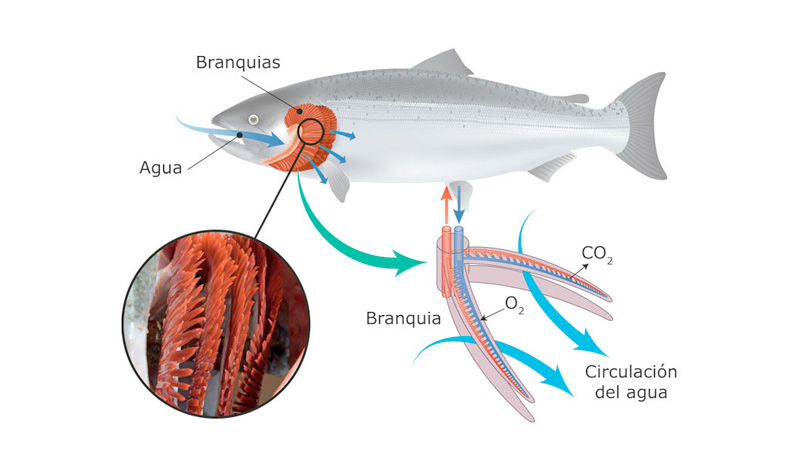 Branquias
Agua
CO₂
O₂
Branquia
Circulación
del agua